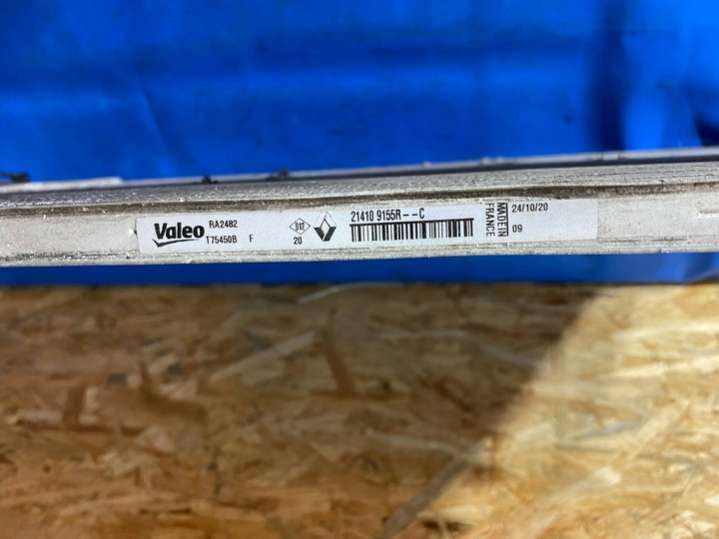 Valeo
RA2482
T75450B F
20
21410 9155R--C
MADE IN
FRANCE
24/10/20
09